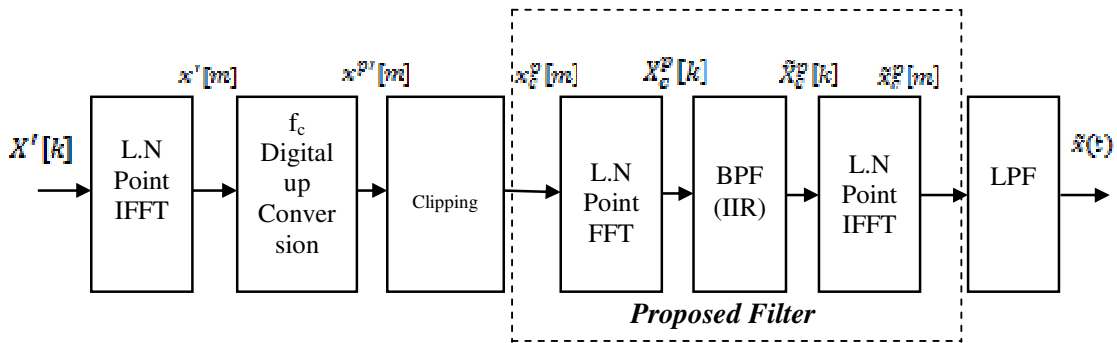 x'[m]
x^p'[m]
x_c^p[m]
X_c^p[k]
X̃_c^p[k]
x̃_c^p[m]
X'[k]
L.N
Point
IFFT
f_c
Digital
up
Conver
sion
Clipping
L.N
Point
FFT
BPF
(IIR)
L.N
Point
IFFT
LPF
x̃(t)
Proposed Filter